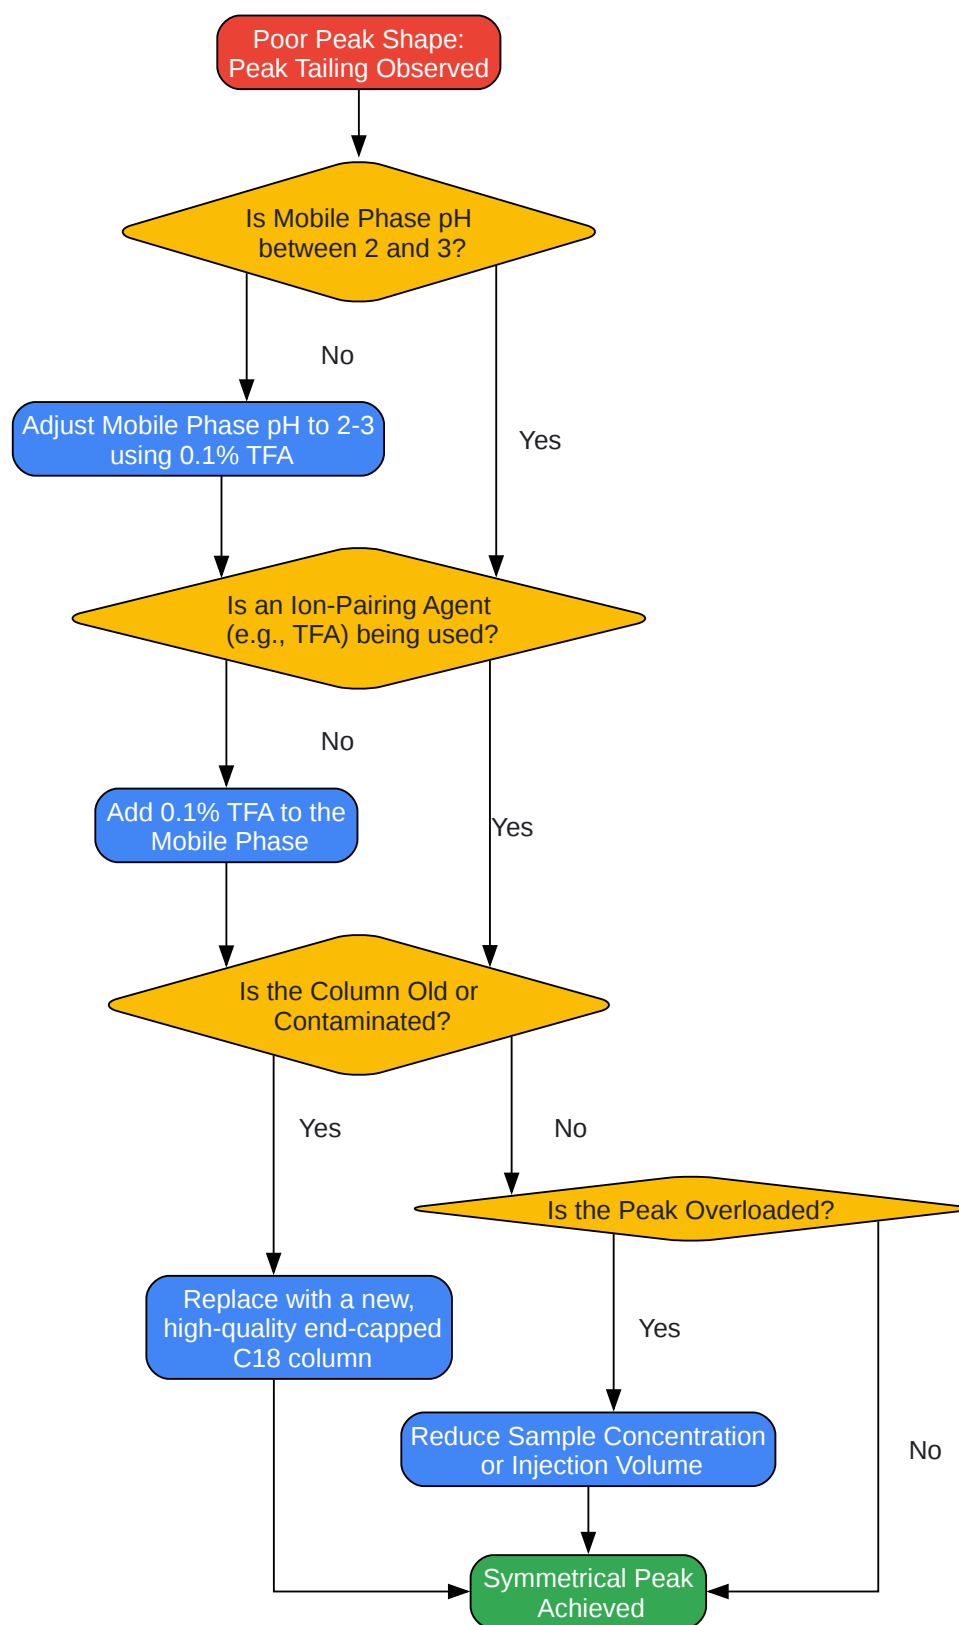 Poor Peak Shape:
Peak Tailing Observed
Is Mobile Phase pH
between 2 and 3?
No
Adjust Mobile Phase pH to 2-3
using 0.1% TFA
Yes
Is an Ion-Pairing Agent
(e.g., TFA) being used?
No
Add 0.1% TFA to the
Mobile Phase
Yes
Is the Column Old or
Contaminated?
Yes
No
Is the Peak Overloaded?
Replace with a new,
high-quality end-capped
C18 column
Yes
Reduce Sample Concentration
or Injection Volume
No
Symmetrical Peak
Achieved